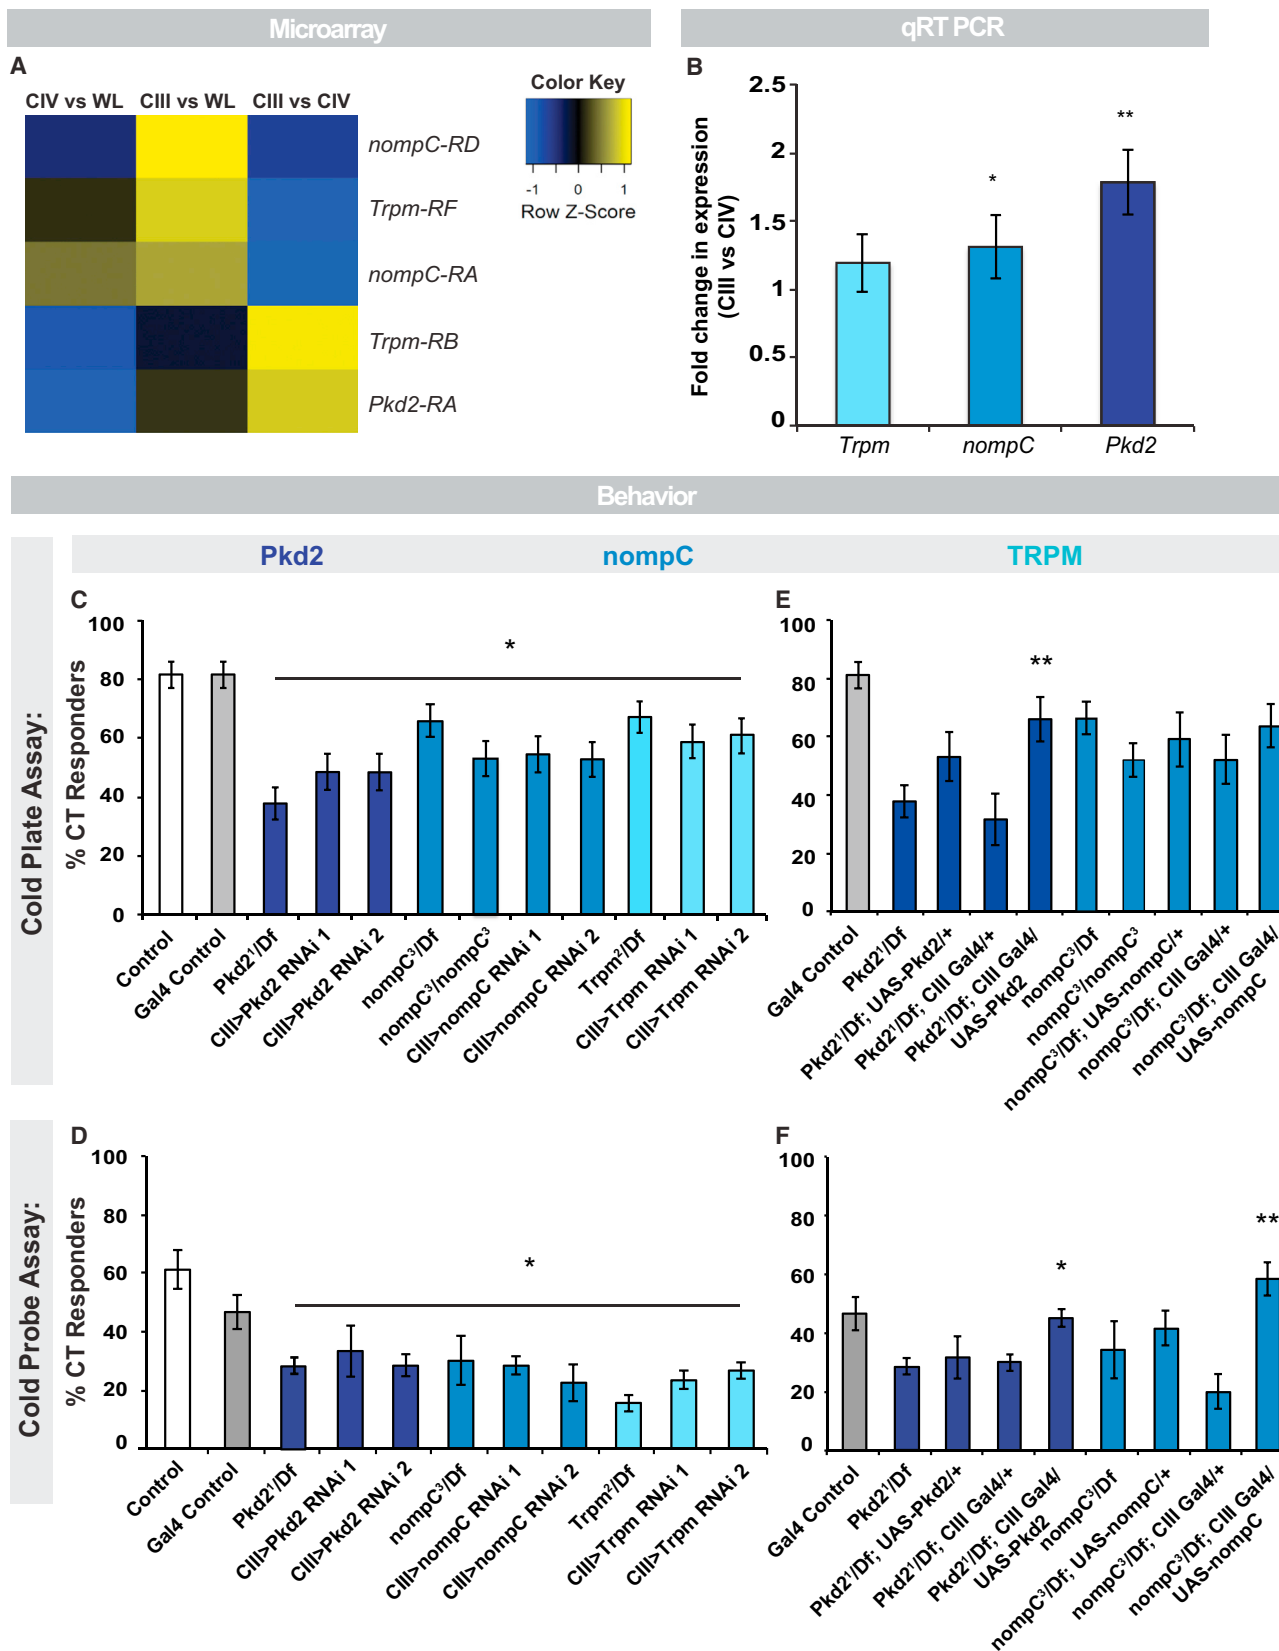 Microarray
qRT PCR
A
CIV vs WL
CIII vs WL
CIII vs CIV
nompC-RD
Trpm-RF
nompC-RA
Trpm-RB
Pkd2-RA
Color Key
-1
0
1
Row Z-Score
B
Fold change in expression
(CIII vs CIV)
2.5
2
1.5
1
0.5
0
*
**
Trpm
nompC
Pkd2
Behavior
Pkd2
nompC
TRPM
Cold Plate Assay:
C
% CT Responders
100
80
60
40
20
0
*
Control
Gal4 Control
Pkd2¹/Df
CIII>Pkd2 RNAi 1
CIII>Pkd2 RNAi 2
nompC³/Df
nompC³/nompC³
CIII>nompC RNAi 1
CIII>nompC RNAi 2
Trpm²/Df
CIII>Trpm RNAi 1
CIII>Trpm RNAi 2
E
100
80
60
40
20
0
**
Gal4 Control
Pkd2¹/Df
Pkd2¹/Df; UAS-Pkd2/+
Pkd2¹/Df; CIII Gal4/+
Pkd2¹/Df; CIII Gal4/
UAS-Pkd2
nompC³/Df
nompC³/nompC³
nompC³/Df; UAS-nompC/+
nompC³/Df; CIII Gal4/+
nompC³/Df; CIII Gal4/
UAS-nompC
Cold Probe Assay:
D
% CT Responders
100
80
60
40
20
0
*
Control
Gal4 Control
Pkd2¹/Df
CIII>Pkd2 RNAi 1
CIII>Pkd2 RNAi 2
nompC³/Df
CIII>nompC RNAi 1
CIII>nompC RNAi 2
Trpm²/Df
CIII>Trpm RNAi 1
CIII>Trpm RNAi 2
F
100
80
60
40
20
0
*
**
Gal4 Control
Pkd2¹/Df
Pkd2¹/Df; UAS-Pkd2/+
Pkd2¹/Df; CIII Gal4/+
Pkd2¹/Df; CIII Gal4/
UAS-Pkd2
nompC³/Df
nompC³/Df; UAS-nompC/+
nompC³/Df; CIII Gal4/+
nompC³/Df; CIII Gal4/
UAS-nompC